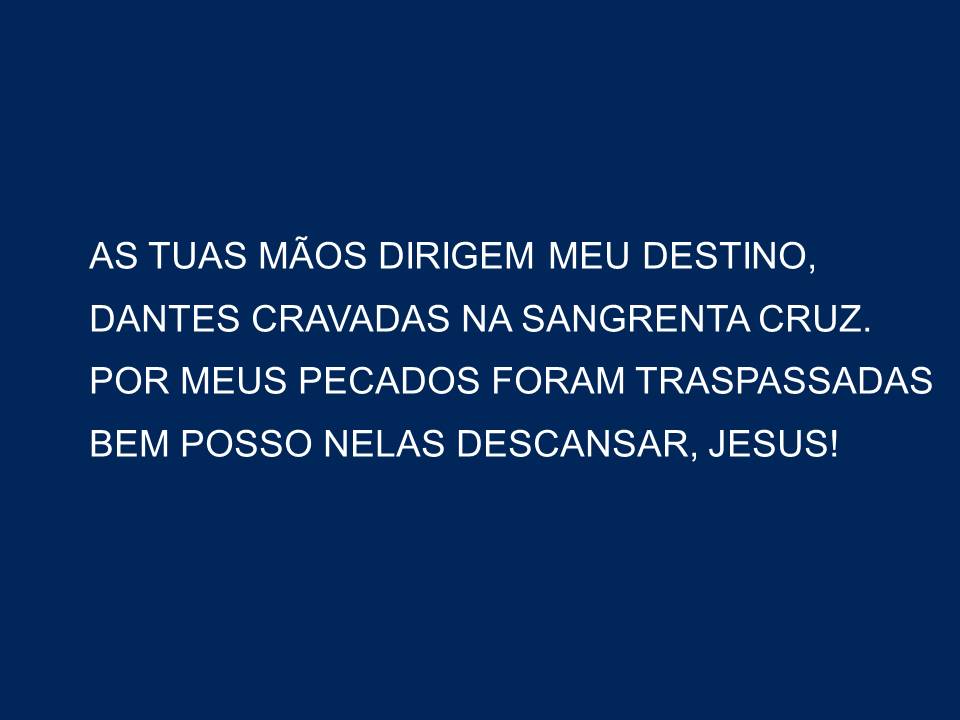 AS TUAS MÃOS DIRIGEM MEU DESTINO,
DANTES CRAVADAS NA SANGRENTA CRUZ.
POR MEUS PECADOS FORAM TRASPASSADAS
BEM POSSO NELAS DESCANSAR, JESUS!